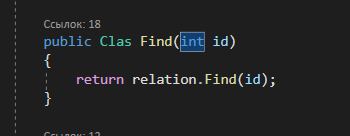 Ссылок: 18
public Clas Find(int id)
{
return relation.Find(id);
}
Ссылок: 12